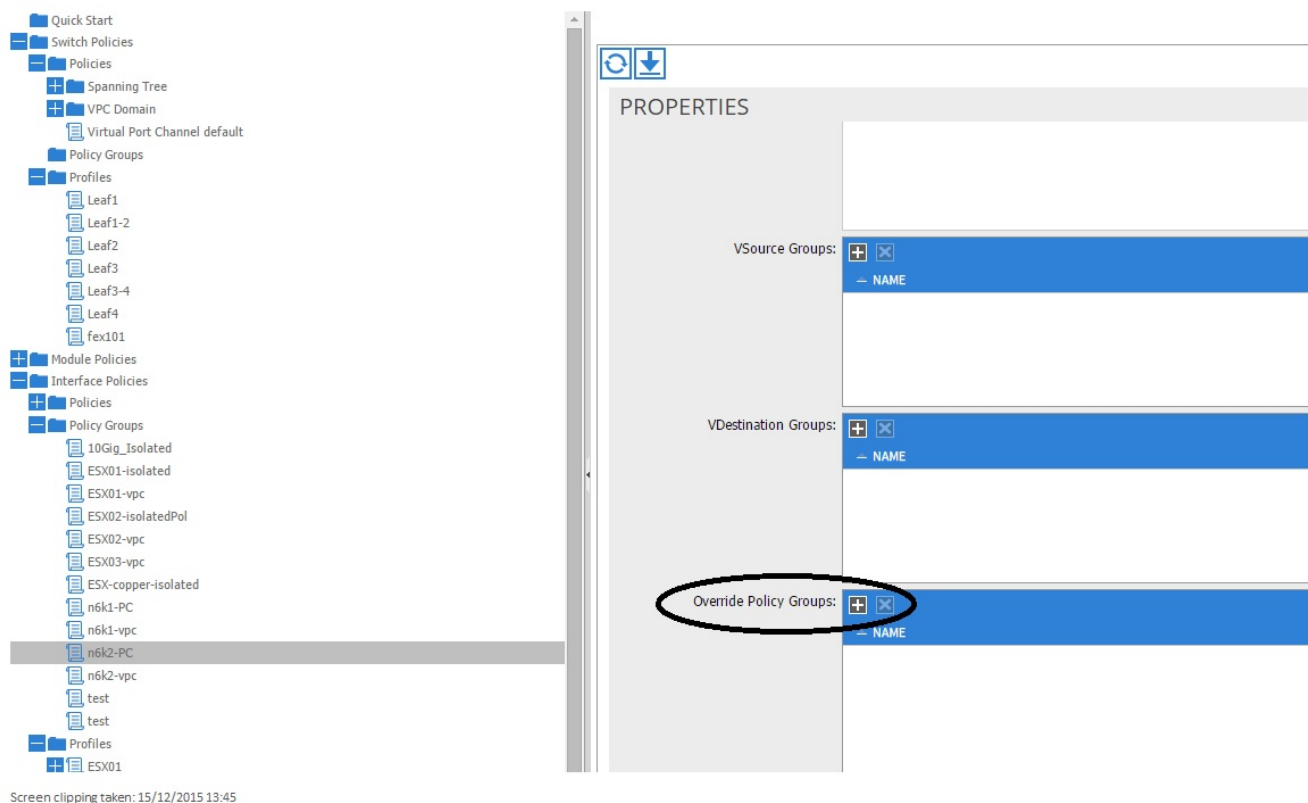 Quick Start
Switch Policies
Policies
Spanning Tree
VPC Domain
Virtual Port Channel default
Policy Groups
Profiles
Leaf1
Leaf1-2
Leaf2
Leaf3
Leaf3-4
Leaf4
fex101
Module Policies
Interface Policies
Policies
Policy Groups
10Gig_Isolated
ESX01-isolated
ESX01-vpc
ESX02-isolatedPol
ESX02-vpc
ESX03-vpc
ESX-copper-isolated
n6k1-PC
n6k1-vpc
n6k2-PC
n6k2-vpc
test
test
Profiles
ESX01
PROPERTIES
VSource Groups:
NAME
VDestination Groups:
NAME
Override Policy Groups:
NAME
Screen clipping taken: 15/12/2015 13:45